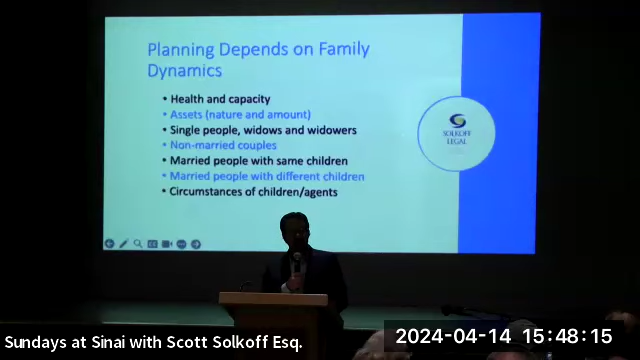 Planning Depends on Family
Dynamics
• Health and capacity
• Assets (nature and amount)
• Single people, widows and widowers
• Non-married couples
• Married people with same children
• Married people with different children
• Circumstances of children/agents
SOLKOFF
LEGAL
Sundays at Sinai with Scott Solkoff Esq.
2024-04-14 15:48:15